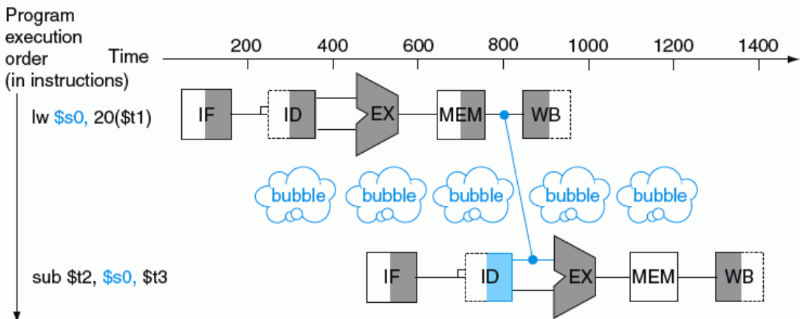 Program
execution
order
(in instructions)
Time
200 400 600 800 1000 1200 1400
lw $s0, 20($t1)
IF ID EX MEM WB
bubble bubble bubble bubble bubble
sub $t2, $s0, $t3
IF ID EX MEM WB